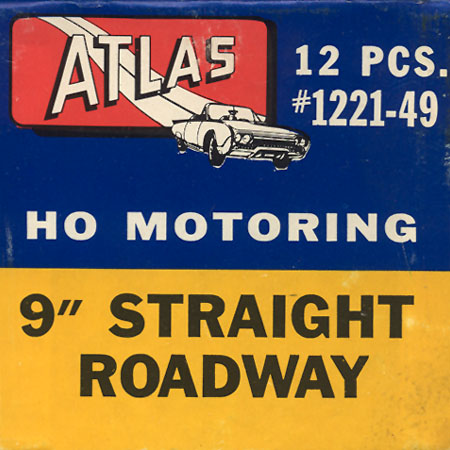 ATLAS
12 PCS.
#1221-49
HO MOTORING
9" STRAIGHT
ROADWAY